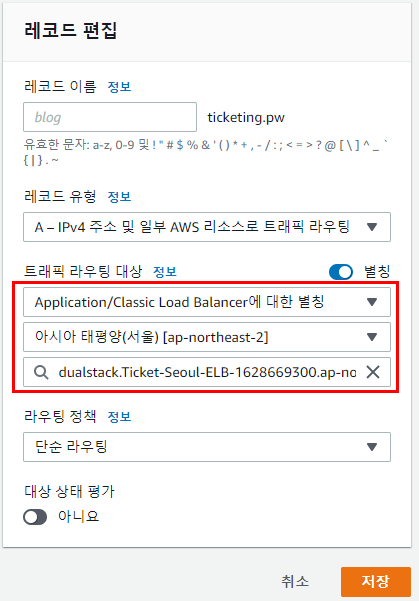 레코드 편집
레코드 이름 정보
blog ticketing.pw
유효한 문자: a-z, 0-9 및 ! " # $ % & ' ( ) * + , - / : ; < = > ? @ [ \ ] ^ _ `
{ | } . ~
레코드 유형 정보
A – IPv4 주소 및 일부 AWS 리소스로 트래픽 라우팅
트래픽 라우팅 대상 정보 별칭
Application/Classic Load Balancer에 대한 별칭
아시아 태평양(서울) [ap-northeast-2]
dualstack.Ticket-Seoul-ELB-1628669300.ap-no
라우팅 정책 정보
단순 라우팅
대상 상태 평가
아니요
취소 저장